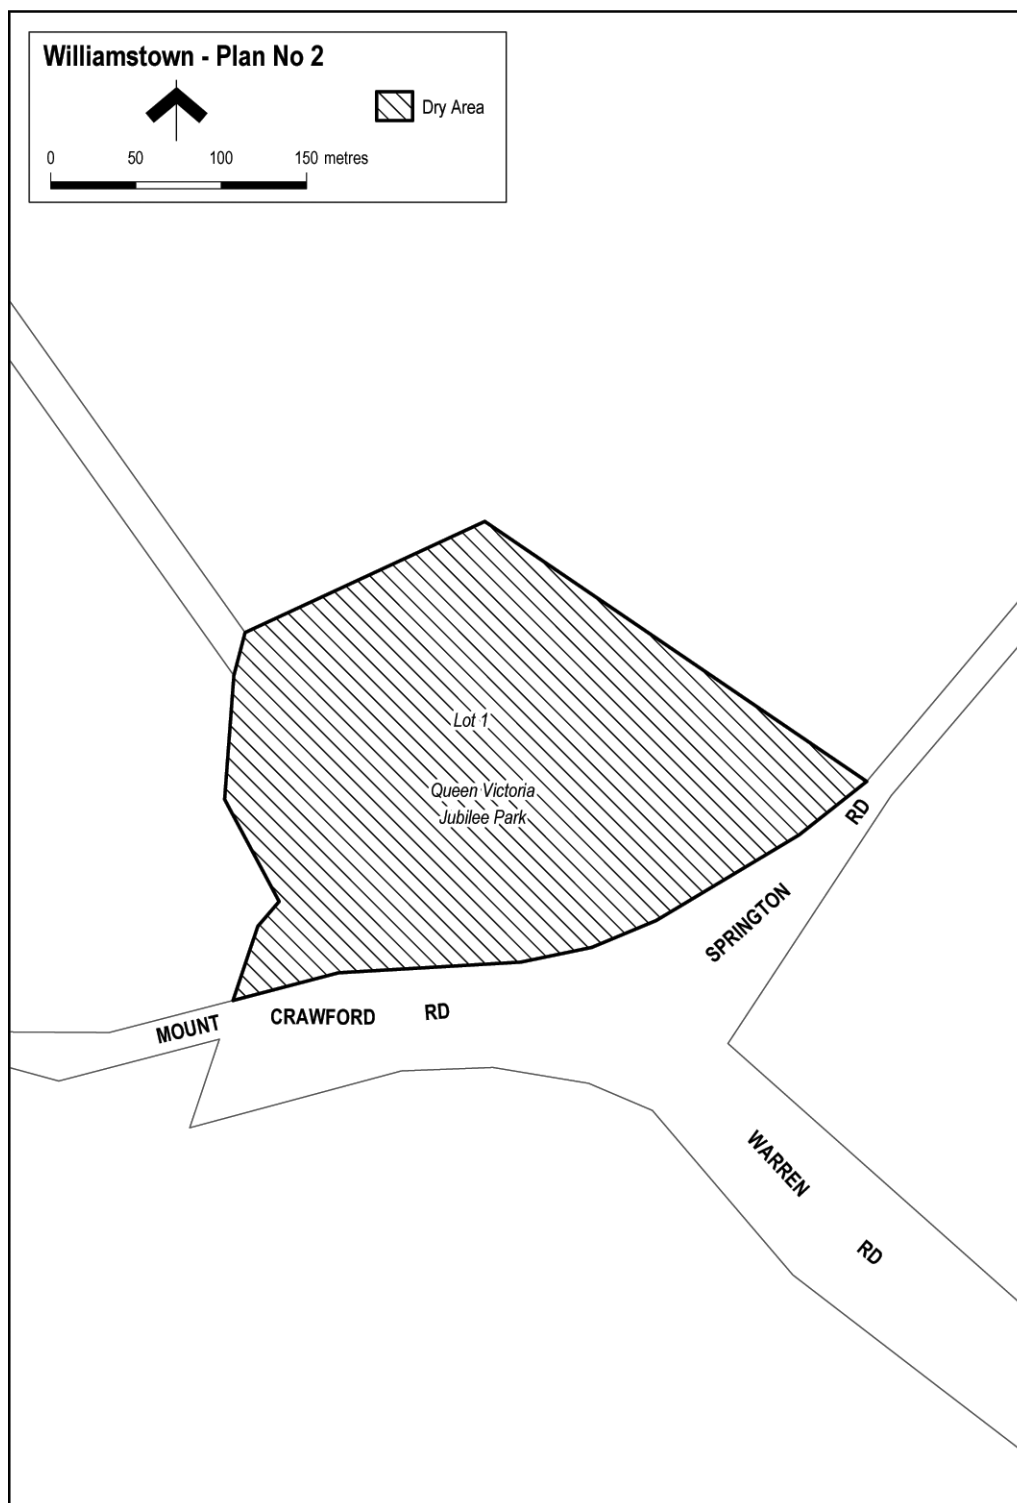 Williamstown - Plan No 2
Dry Area
0 50 100 150 metres
Lot 1
Queen Victoria
Jubilee Park
RD
SPRINGTON
MOUNT CRAWFORD RD
WARREN
RD